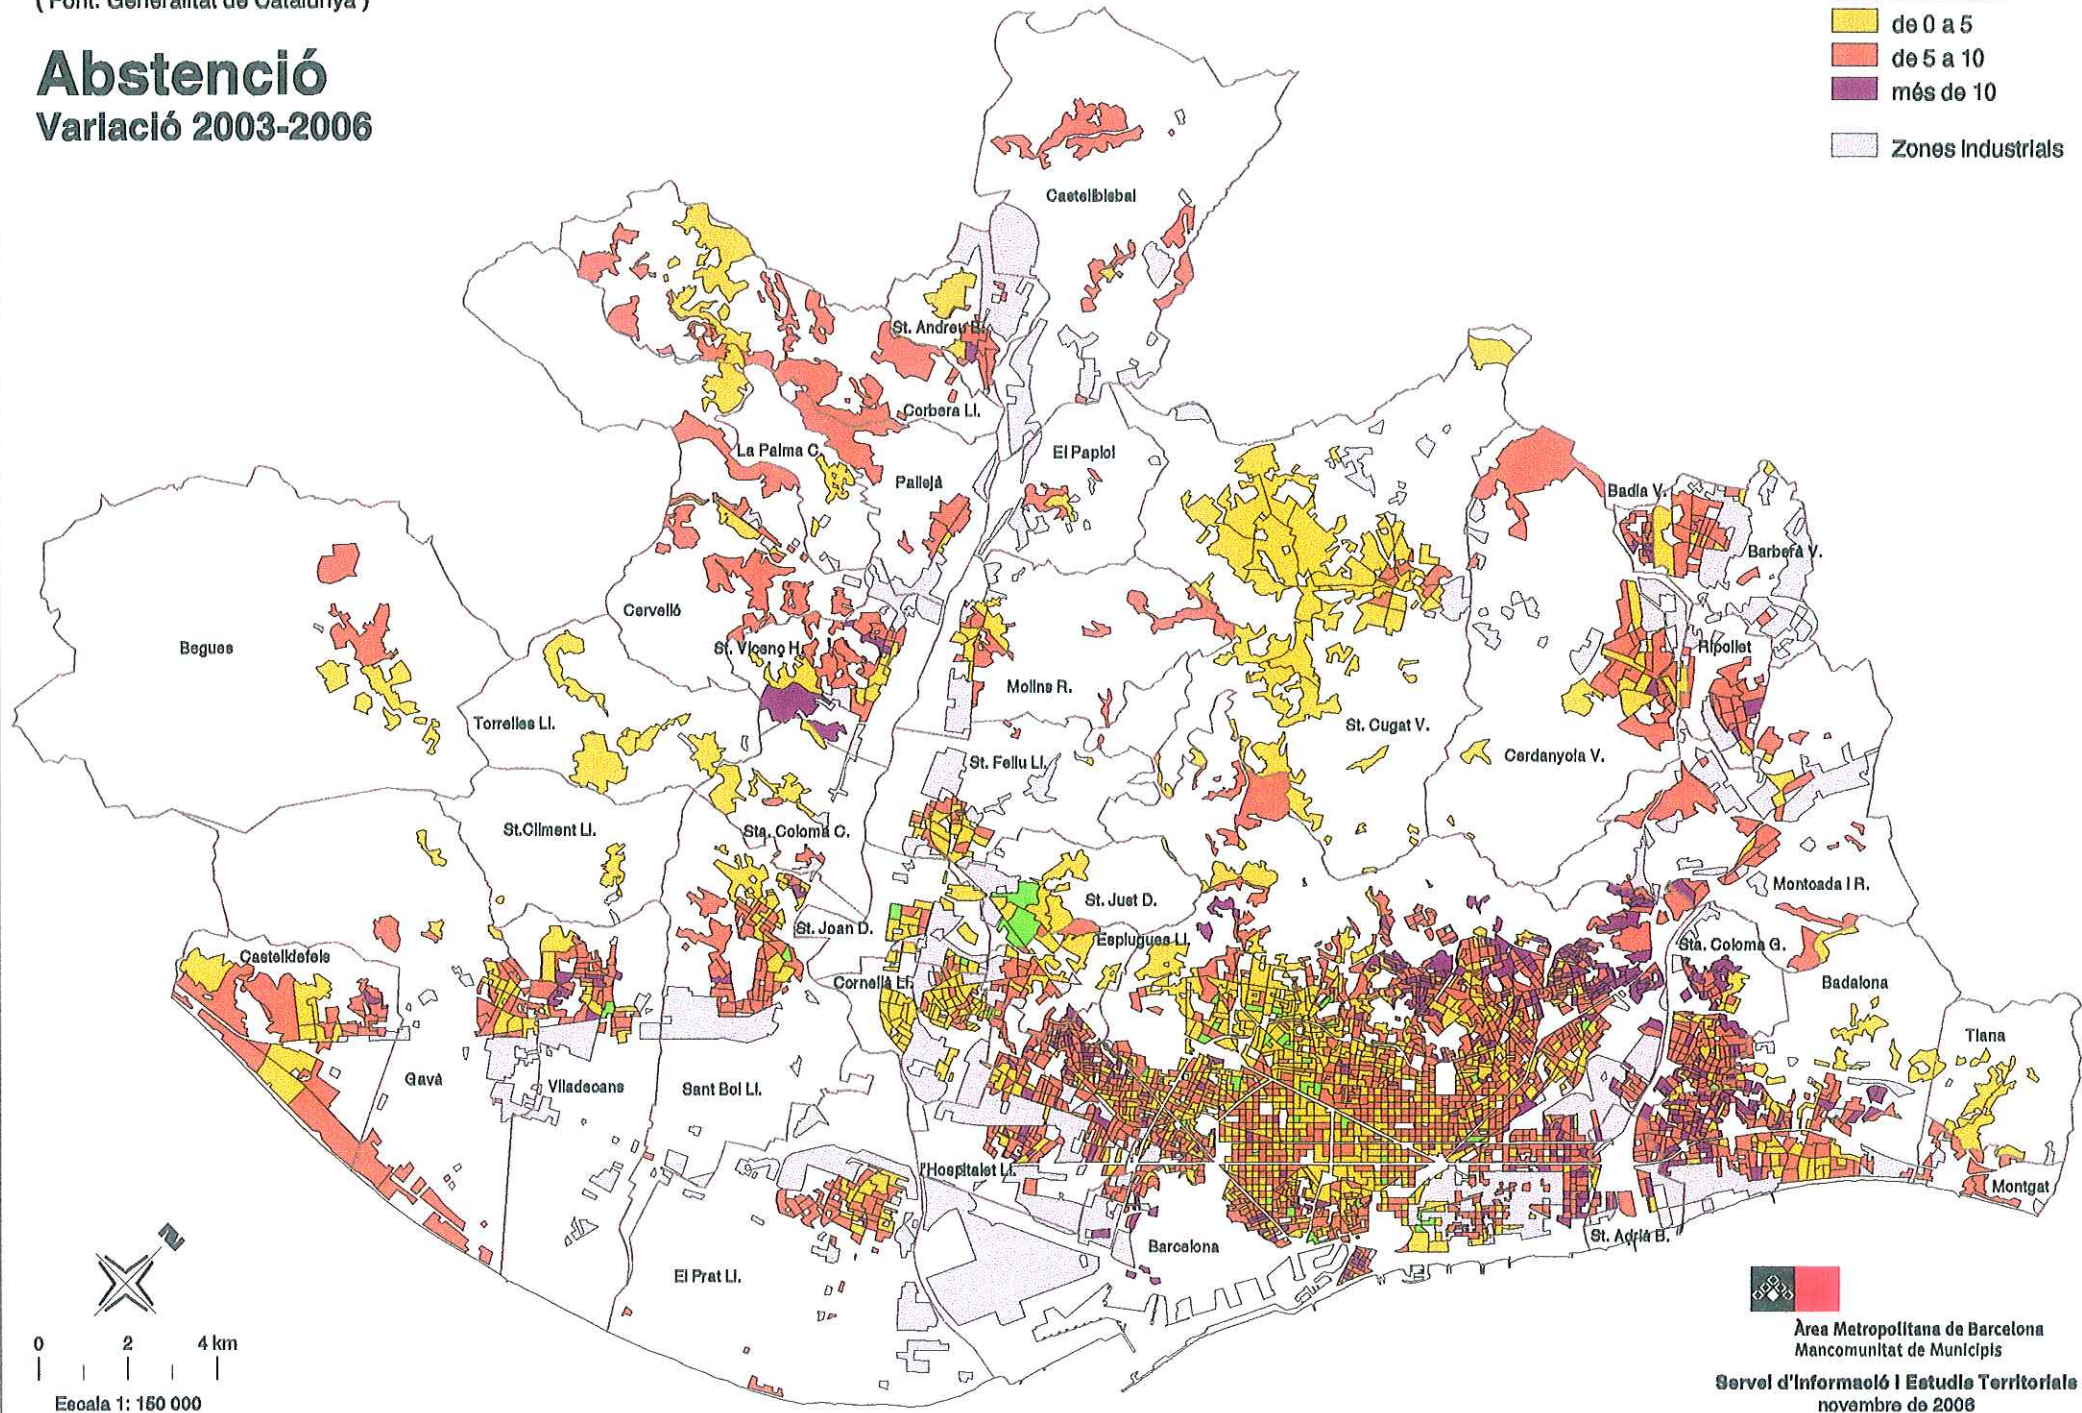 ( Font: Generalitat de Catalunya )
Abstenció
Variació 2003-2006
de 0 a 5
de 5 a 10
més de 10
Zones Industrials
Castellbisbal
St. Andreu B.
Corbera Ll.
La Palma C.
Pallejà
El Papiol
Badia V.
Barberà V.
Begues
Cervelló
St. Vicenç H.
Molins R.
Ripollet
Torrelles Ll.
St. Feliu Ll.
St. Cugat V.
Cerdanyola V.
St.Climent Ll.
Sta. Coloma C.
St. Just D.
Montcada I R.
St. Joan D.
Esplugues Ll.
Sta. Coloma G.
Castelldefels
Cornellà Ll.
Badalona
Tiana
Gavà
Viladecans
Sant Boi Ll.
l'Hospitalet Ll.
Montgat
Barcelona
St. Adrià B.
El Prat Ll.
N
0 2 4 km
Escala 1: 150 000
Àrea Metropolitana de Barcelona
Mancomunitat de Municipis
Servei d'Informació i Estudis Territorials
novembre de 2006